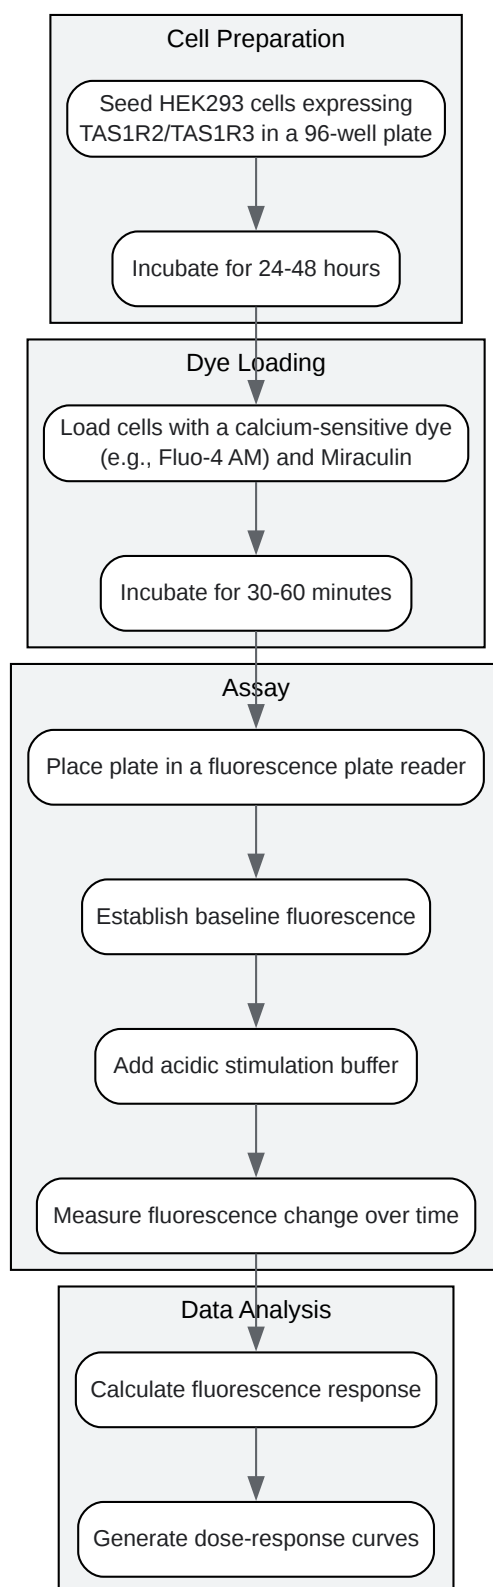 Cell Preparation
Seed HEK293 cells expressing
TAS1R2/TAS1R3 in a 96-well plate
Incubate for 24-48 hours
Dye Loading
Load cells with a calcium-sensitive dye
(e.g., Fluo-4 AM) and Miraculin
Incubate for 30-60 minutes
Assay
Place plate in a fluorescence plate reader
Establish baseline fluorescence
Add acidic stimulation buffer
Measure fluorescence change over time
Data Analysis
Calculate fluorescence response
Generate dose-response curves